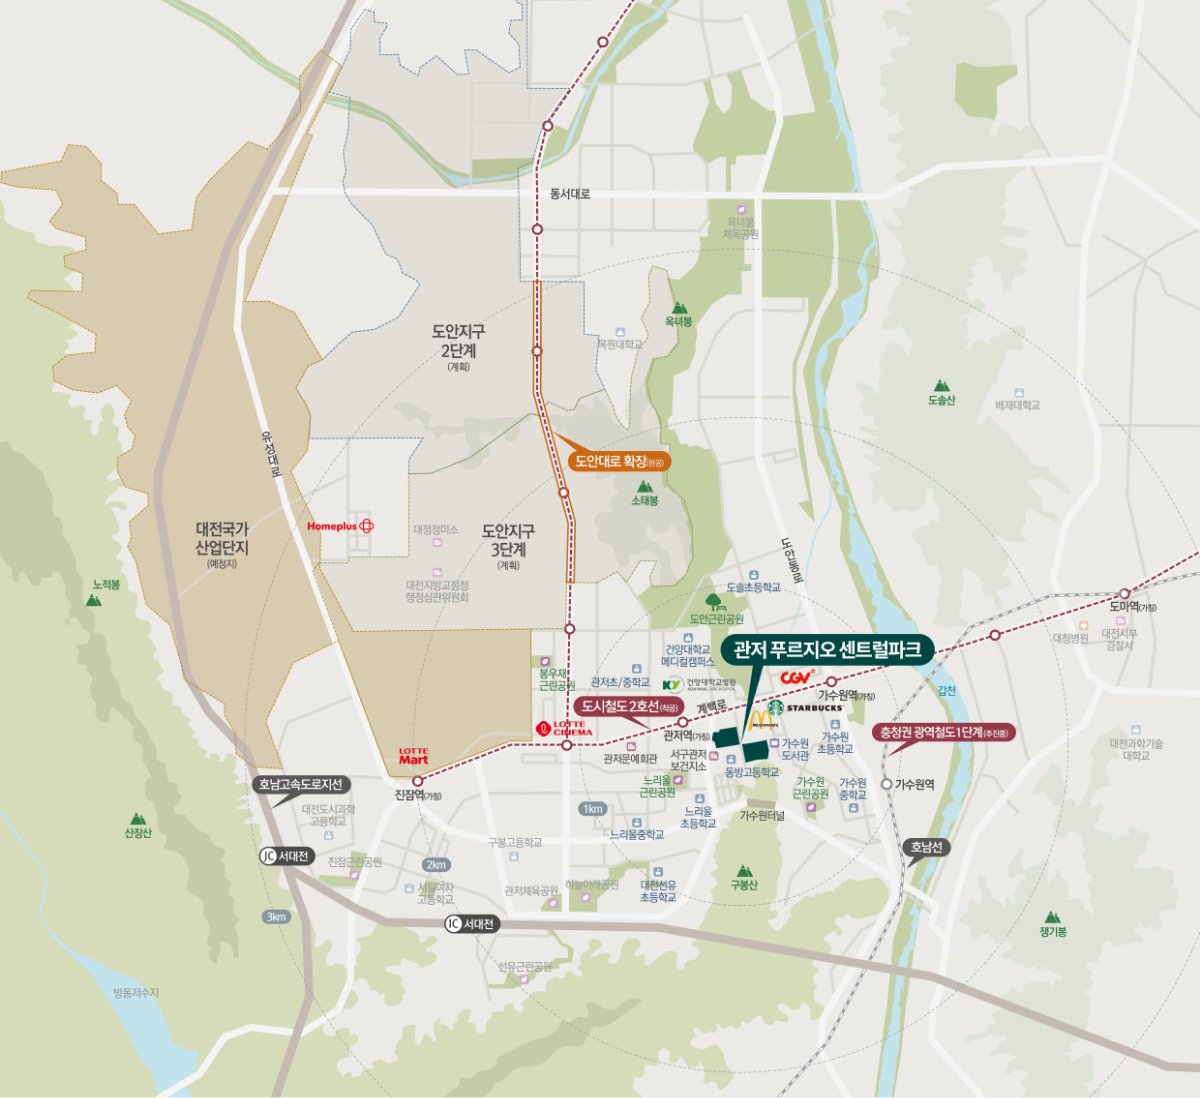 동서대로
옥녀봉
체육공원
옥녀봉
목원대학교
도안지구
2단계
(계획)
도솔산
배재대학교
계백로
도안대로 확장(완공)
소태봉
Homeplus
대정정미소
도안지구
3단계
(계획)
대전국가
산업단지
(예정지)
대전지방교정청
행정심판위원회
노적봉
도안동로
도솔초등학교
도안근린공원
도마역(가칭)
대청병원
대전서부
경찰서
건양대학교
메디컬캠퍼스
관저 푸르지오 센트럴파크
봉우재
근린공원
관저초/중학교
건양대학교병원
KONYANG UNIV. HOSPITAL
CGV
가수원역(가칭)
갑천
도시철도 2호선(착공)
McDonald's
STARBUCKS
LOTTE
CINEMA
관저역(가칭)
가수원
초등학교
충청권 광역철도1단계(추진중)
LOTTE
Mart
관저문예회관
서구관저
보건지소
가수원
도서관
동방고등학교
대전과학기술
대학교
호남고속도로지선
진잠역(가칭)
느리울
근린공원
가수원
근린공원
가수원
중학교
가수원역
대전도시과학
고등학교
산장산
1km
느리울
초등학교
가수원터널
느리울중학교
구봉고등학교
호남선
JC 서대전
진잠근린공원
2km
서일여자
고등학교
관저체육공원
하늘아래공원
대전선유
초등학교
구봉산
3km
IC 서대전
쟁기봉
선유근린공원
방동저수지